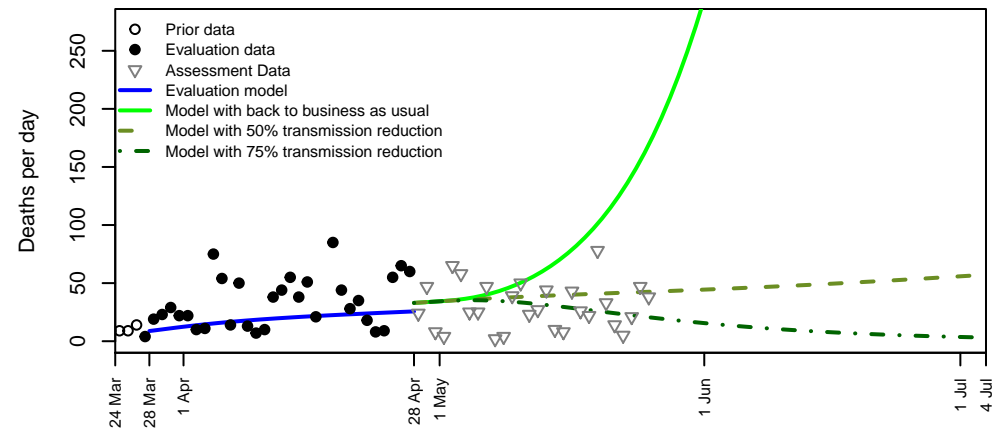 Prior data
Evaluation data
Assessment Data
Evaluation model
Model with back to business as usual
Model with 50% transmission reduction
Model with 75% transmission reduction
Deaths per day
250
200
150
100
50
0
24 Mar
28 Mar
1 Apr
28 Apr
1 May
1 Jun
1 Jul
4 Jul